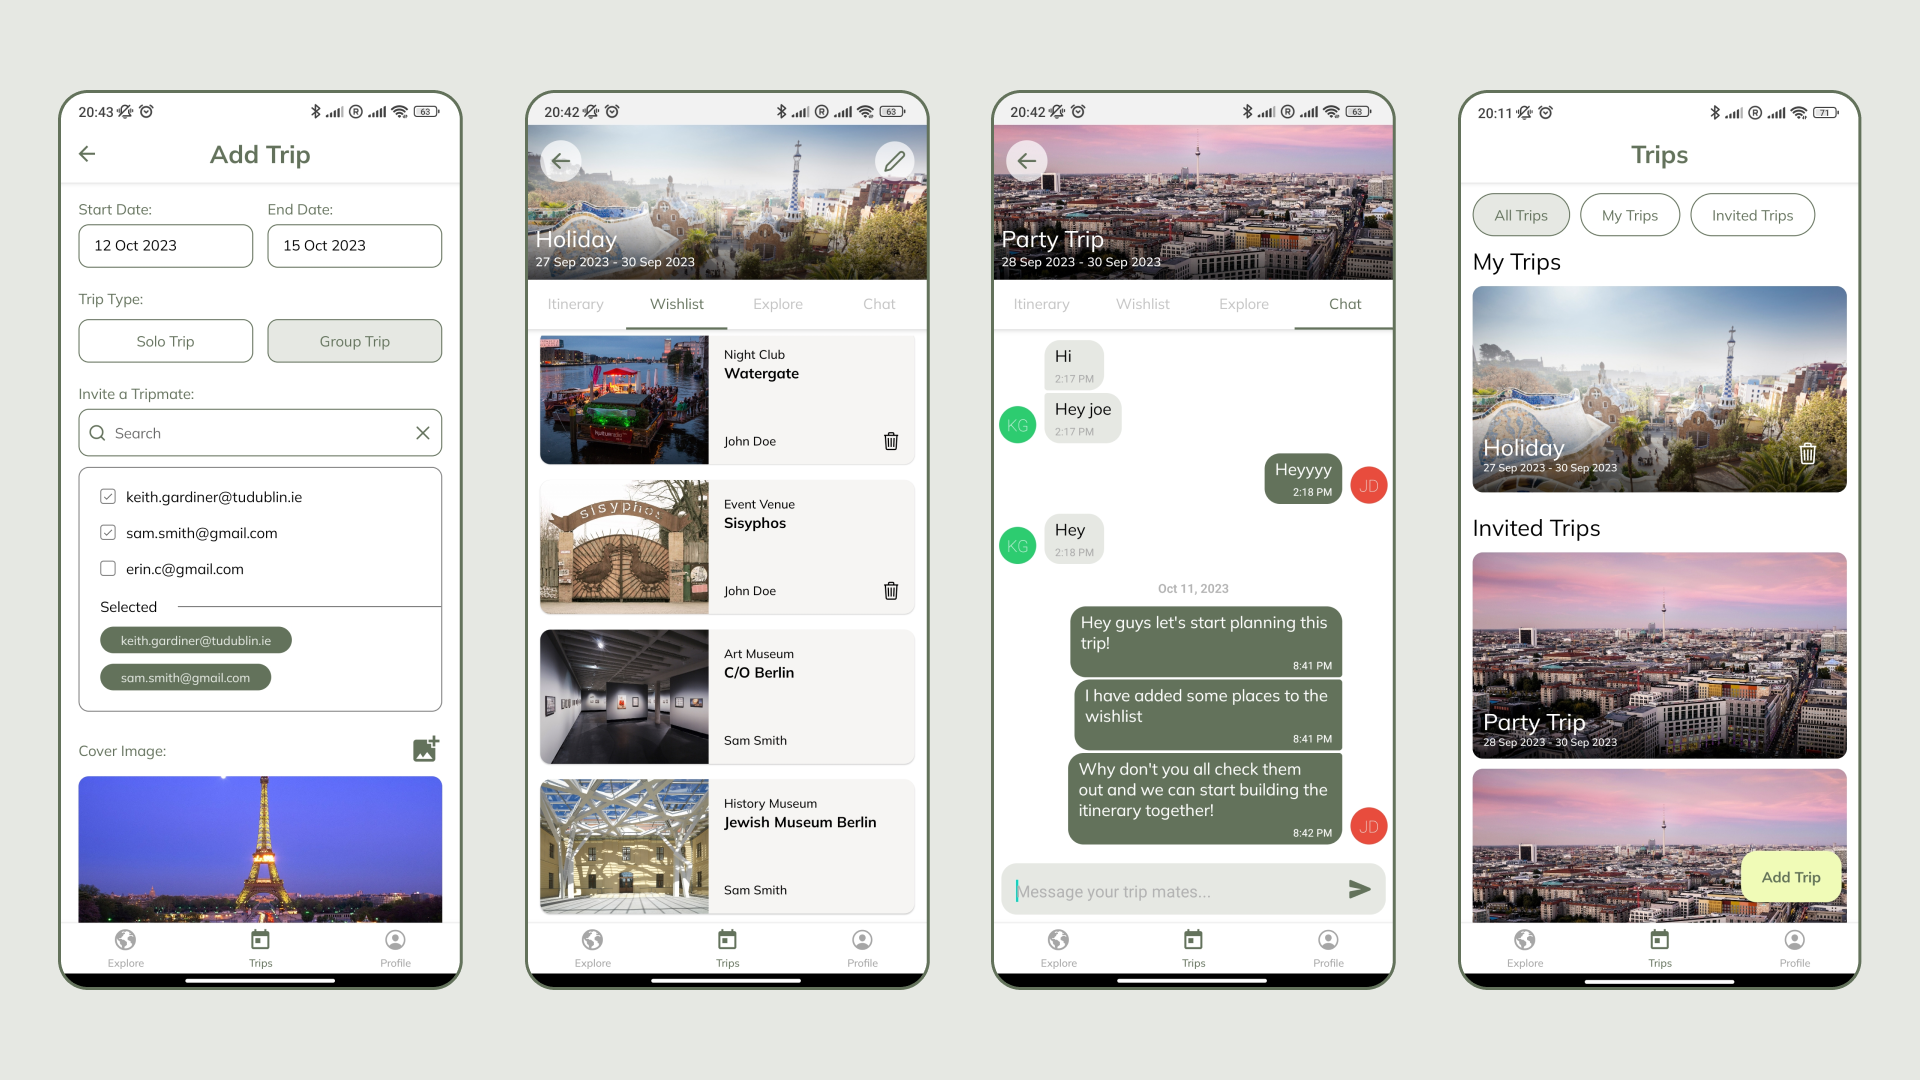 20:43
R
63
Add Trip
Start Date:
End Date:
12 Oct 2023
15 Oct 2023
Trip Type:
Solo Trip
Group Trip
Invite a Tripmate:
Search
keith.gardiner@tudublin.ie
sam.smith@gmail.com
erin.c@gmail.com
Selected
keith.gardiner@tudublin.ie
sam.smith@gmail.com
Cover Image:
Explore
Trips
Profile
20:42
R
63
Holiday
27 Sep 2023 - 30 Sep 2023
Itinerary
Wishlist
Explore
Chat
Night Club
Watergate
John Doe
sisyphos
Event Venue
Sisyphos
John Doe
Art Museum
C/O Berlin
Sam Smith
History Museum
Jewish Museum Berlin
Sam Smith
Explore
Trips
Profile
20:42
R
63
Party Trip
28 Sep 2023 - 30 Sep 2023
Itinerary
Wishlist
Explore
Chat
Hi
2:17 PM
KG
Hey joe
2:17 PM
Heyyyy
2:18 PM
JD
KG
Hey
2:18 PM
Oct 11, 2023
Hey guys let's start planning this
trip!
8:41 PM
I have added some places to the
wishlist
8:41 PM
Why don't you all check them
out and we can start building the
itinerary together!
8:42 PM
JD
Message your trip mates...
Explore
Trips
Profile
20:11
R
71
Trips
All Trips
My Trips
Invited Trips
My Trips
Holiday
27 Sep 2023 - 30 Sep 2023
Invited Trips
Party Trip
28 Sep 2023 - 30 Sep 2023
Add Trip
Explore
Trips
Profile